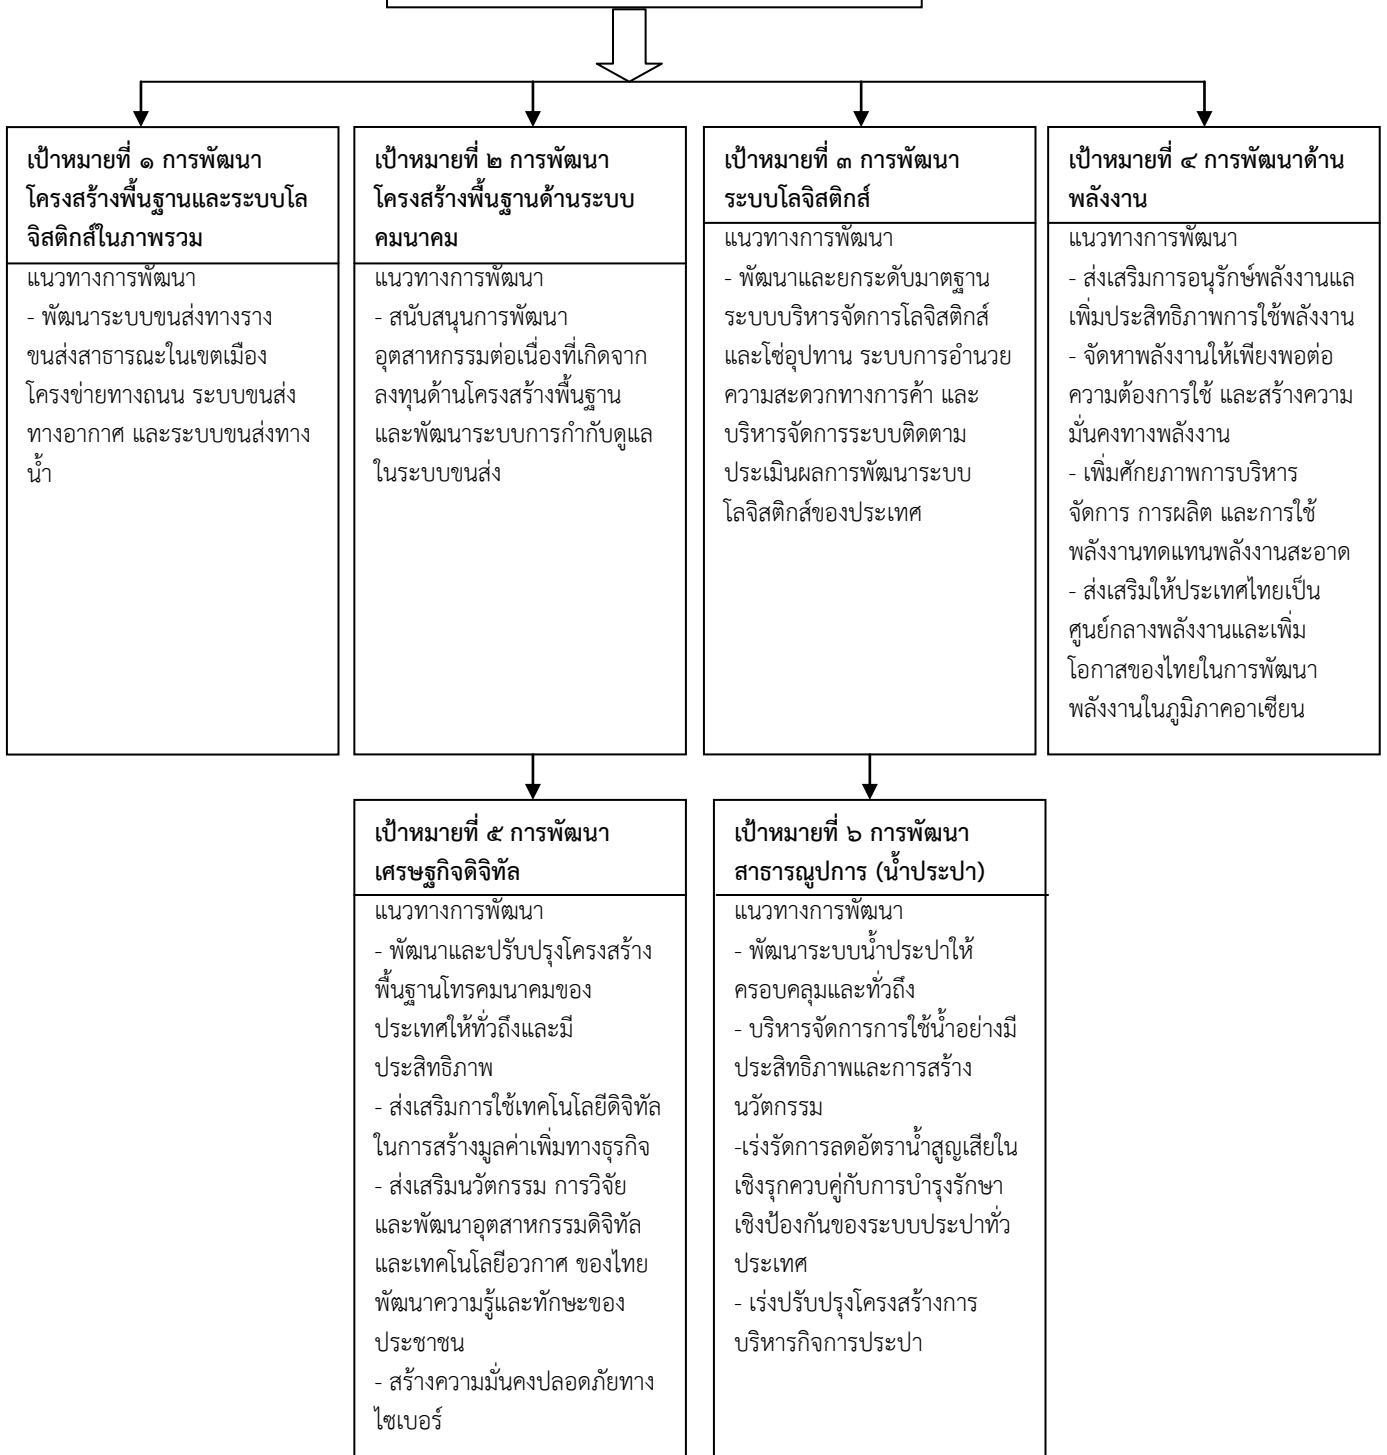 เป้าหมายที่ ๑ การพัฒนา
โครงสร้างพื้นฐานและระบบโล
จิสติกส์ในภาพรวม
แนวทางการพัฒนา
- พัฒนาระบบขนส่งทางราง
ขนส่งสาธารณะในเขตเมือง
โครงข่ายทางถนน ระบบขนส่ง
ทางอากาศ และระบบขนส่งทาง
น้ำ
เป้าหมายที่ ๒ การพัฒนา
โครงสร้างพื้นฐานด้านระบบ
คมนาคม
แนวทางการพัฒนา
- สนับสนุนการพัฒนา
อุตสาหกรรมต่อเนื่องที่เกิดจาก
ลงทุนด้านโครงสร้างพื้นฐาน
และพัฒนาระบบการกำกับดูแล
ในระบบขนส่ง
เป้าหมายที่ ๓ การพัฒนา
ระบบโลจิสติกส์
แนวทางการพัฒนา
- พัฒนาและยกระดับมาตฐาน
ระบบบริหารจัดการโลจิสติกส์
และโซ่อุปทาน ระบบการอำนวย
ความสะดวกทางการค้า และ
บริหารจัดการระบบติดตาม
ประเมินผลการพัฒนาระบบ
โลจิสติกส์ของประเทศ
เป้าหมายที่ ๔ การพัฒนาด้าน
พลังงาน
แนวทางการพัฒนา
- ส่งเสริมการอนุรักษ์พลังงานแล
เพิ่มประสิทธิภาพการใช้พลังงาน
- จัดหาพลังงานให้เพียงพอต่อ
ความต้องการใช้ และสร้างความ
มั่นคงทางพลังงาน
- เพิ่มศักยภาพการบริหาร
จัดการ การผลิต และการใช้
พลังงานทดแทนพลังงานสะอาด
- ส่งเสริมให้ประเทศไทยเป็น
ศูนย์กลางพลังงานและเพิ่ม
โอกาสของไทยในการพัฒนา
พลังงานในภูมิภาคอาเซียน
เป้าหมายที่ ๕ การพัฒนา
เศรษฐกิจดิจิทัล
แนวทางการพัฒนา
- พัฒนาและปรับปรุงโครงสร้าง
พื้นฐานโทรคมนาคมของ
ประเทศให้ทั่วถึงและมี
ประสิทธิภาพ
- ส่งเสริมการใช้เทคโนโลยีดิจิทัล
ในการสร้างมูลค่าเพิ่มทางธุรกิจ
- ส่งเสริมนวัตกรรม การวิจัย
และพัฒนาอุตสาหกรรมดิจิทัล
และเทคโนโลยีอวกาศ ของไทย
พัฒนาความรู้และทักษะของ
ประชาชน
- สร้างความมั่นคงปลอดภัยทาง
ไซเบอร์
เป้าหมายที่ ๖ การพัฒนา
สาธารณูปการ (น้ำประปา)
แนวทางการพัฒนา
- พัฒนาระบบน้ำประปาให้
ครอบคลุมและทั่วถึง
- บริหารจัดการการใช้น้ำอย่างมี
ประสิทธิภาพและการสร้าง
นวัตกรรม
-เร่งรัดการลดอัตราน้ำสูญเสียใน
เชิงรุกควบคู่กับการบำรุงรักษา
เชิงป้องกันของระบบประปาทั่ว
ประเทศ
- เร่งปรับปรุงโครงสร้างการ
บริหารกิจการประปา